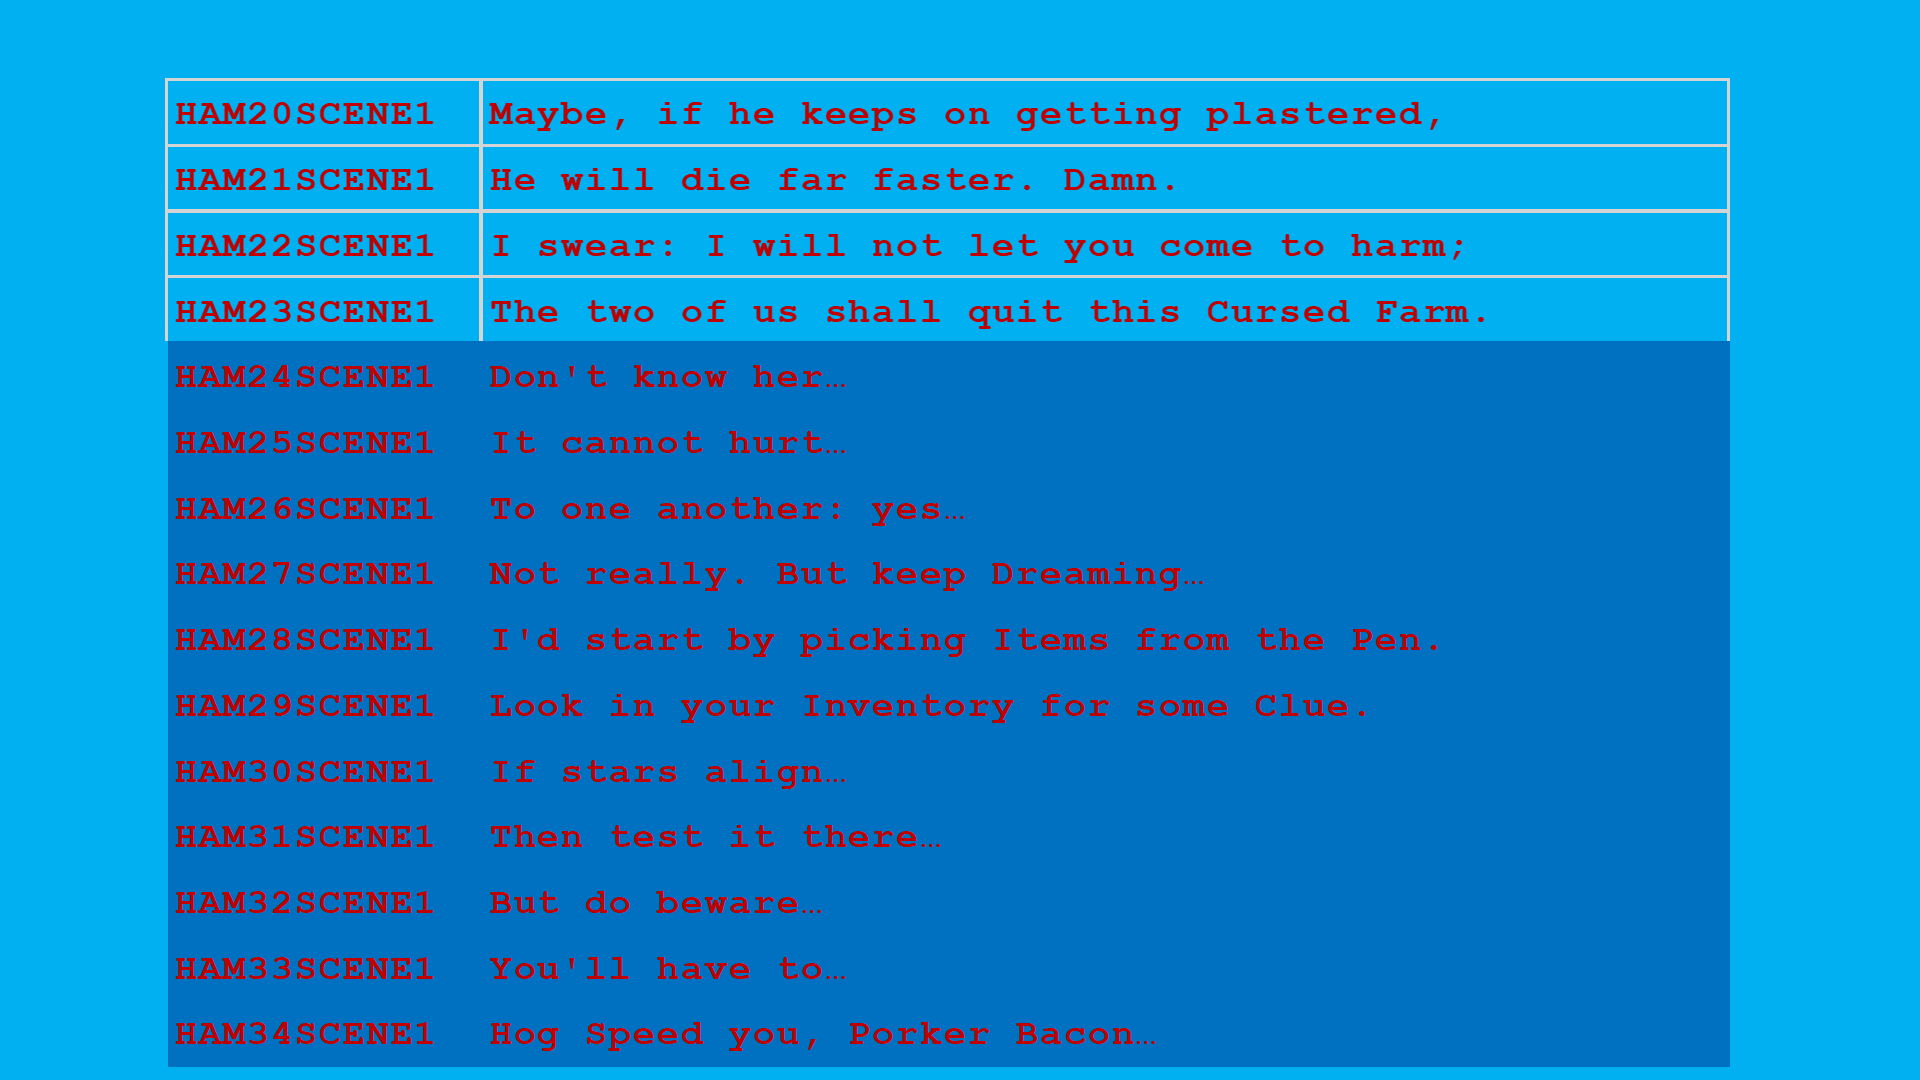 HAM20SCENE1 Maybe, if he keeps on getting plastered,
HAM21SCENE1 He will die far faster. Damn.
HAM22SCENE1 I swear: I will not let you come to harm;
HAM23SCENE1 The two of us shall quit this Cursed Farm.
HAM24SCENE1 Don't know her…
HAM25SCENE1 It cannot hurt…
HAM26SCENE1 To one another: yes…
HAM27SCENE1 Not really. But keep Dreaming…
HAM28SCENE1 I'd start by picking Items from the Pen.
HAM29SCENE1 Look in your Inventory for some Clue.
HAM30SCENE1 If stars align…
HAM31SCENE1 Then test it there…
HAM32SCENE1 But do beware…
HAM33SCENE1 You'll have to…
HAM34SCENE1 Hog Speed you, Porker Bacon…